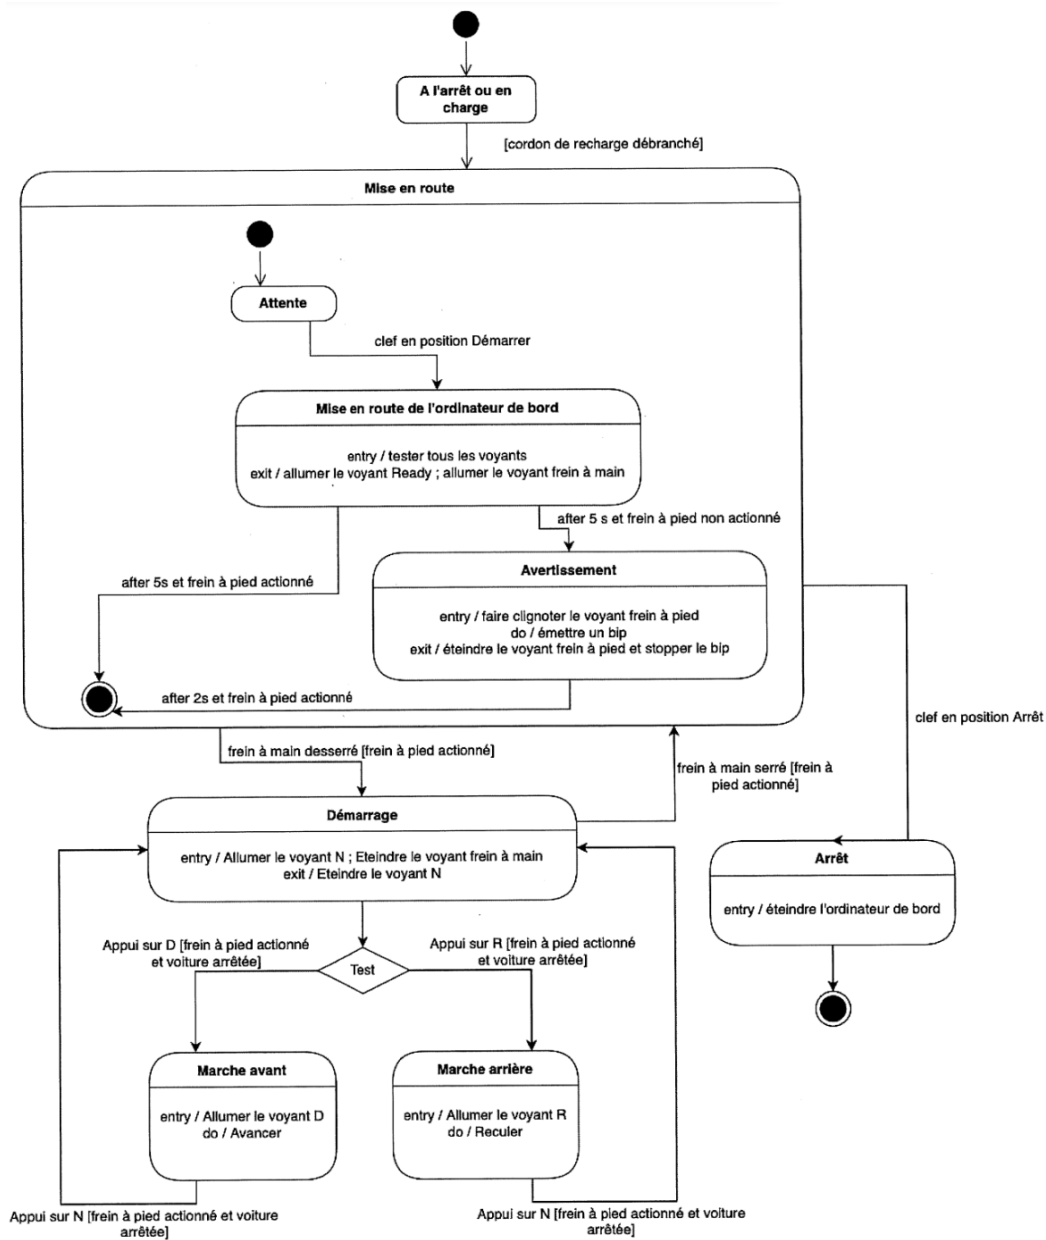 A l'arrêt ou en
charge
[cordon de recharge débranché]
Mise en route
Attente
clef en position Démarrer
Mise en route de l'ordinateur de bord
entry / tester tous les voyants
exit / allumer le voyant Ready ; allumer le voyant frein à main
after 5 s et frein à pied non actionné
Avertissement
after 5s et frein à pied actionné
entry / faire clignoter le voyant frein à pied
do / émettre un bip
exit / éteindre le voyant frein à pied et stopper le bip
after 2s et frein à pied actionné
clef en position Arrêt
frein à main desserré [frein à pied actionné]
frein à main serré [frein à
pied actionné]
Démarrage
entry / Allumer le voyant N ; Eteindre le voyant frein à main
exit / Eteindre le voyant N
Arrêt
entry / éteindre l'ordinateur de bord
Appui sur D [frein à pied actionné
et voiture arrêtée]
Appui sur R [frein à pied actionné
et voiture arrêtée]
Test
Marche avant
entry / Allumer le voyant D
do / Avancer
Marche arrière
entry / Allumer le voyant R
do / Reculer
Appui sur N [frein à pied actionné et voiture
arrêtée]
Appui sur N [frein à pied actionné et voiture
arrêtée]